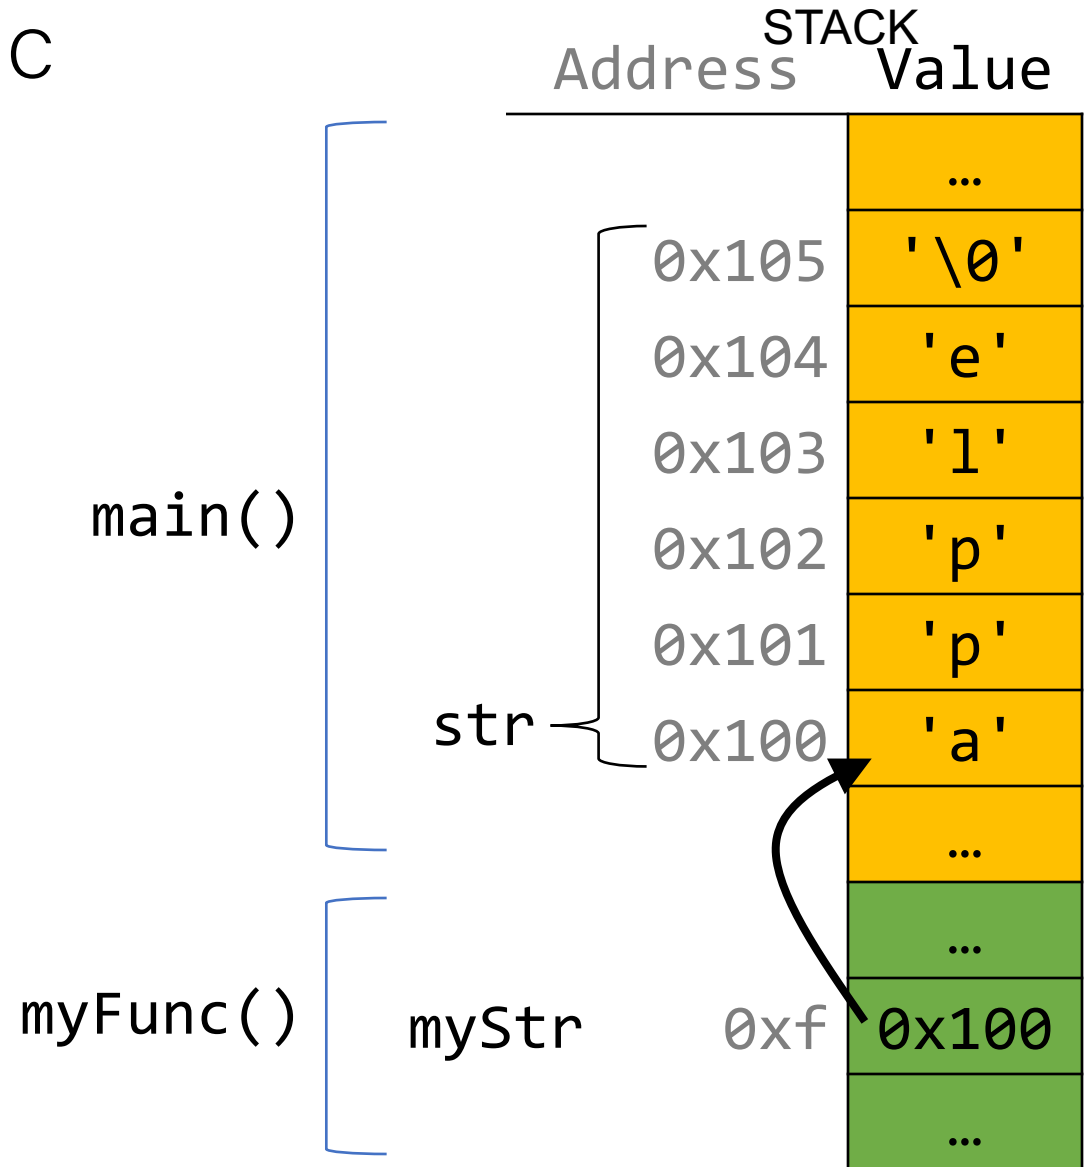 C
STACK
Address Value
…
0x105 '\0'
0x104 'e'
0x103 'l'
main()
0x102 'p'
0x101 'p'
str 0x100 'a'
…
…
myFunc() myStr 0xf 0x100
…